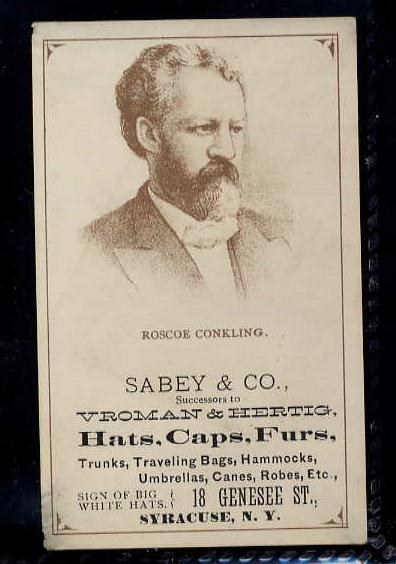 ROSCOE CONKLING.
SABEY & CO.,
Successors to
VROMAN & HERTIG,
Hats, Caps, Furs,
Trunks, Traveling Bags, Hammocks,
Umbrellas, Canes, Robes, Etc.,
SIGN OF BIG
WHITE HATS.
18 GENESEE ST.,
SYRACUSE, N. Y.